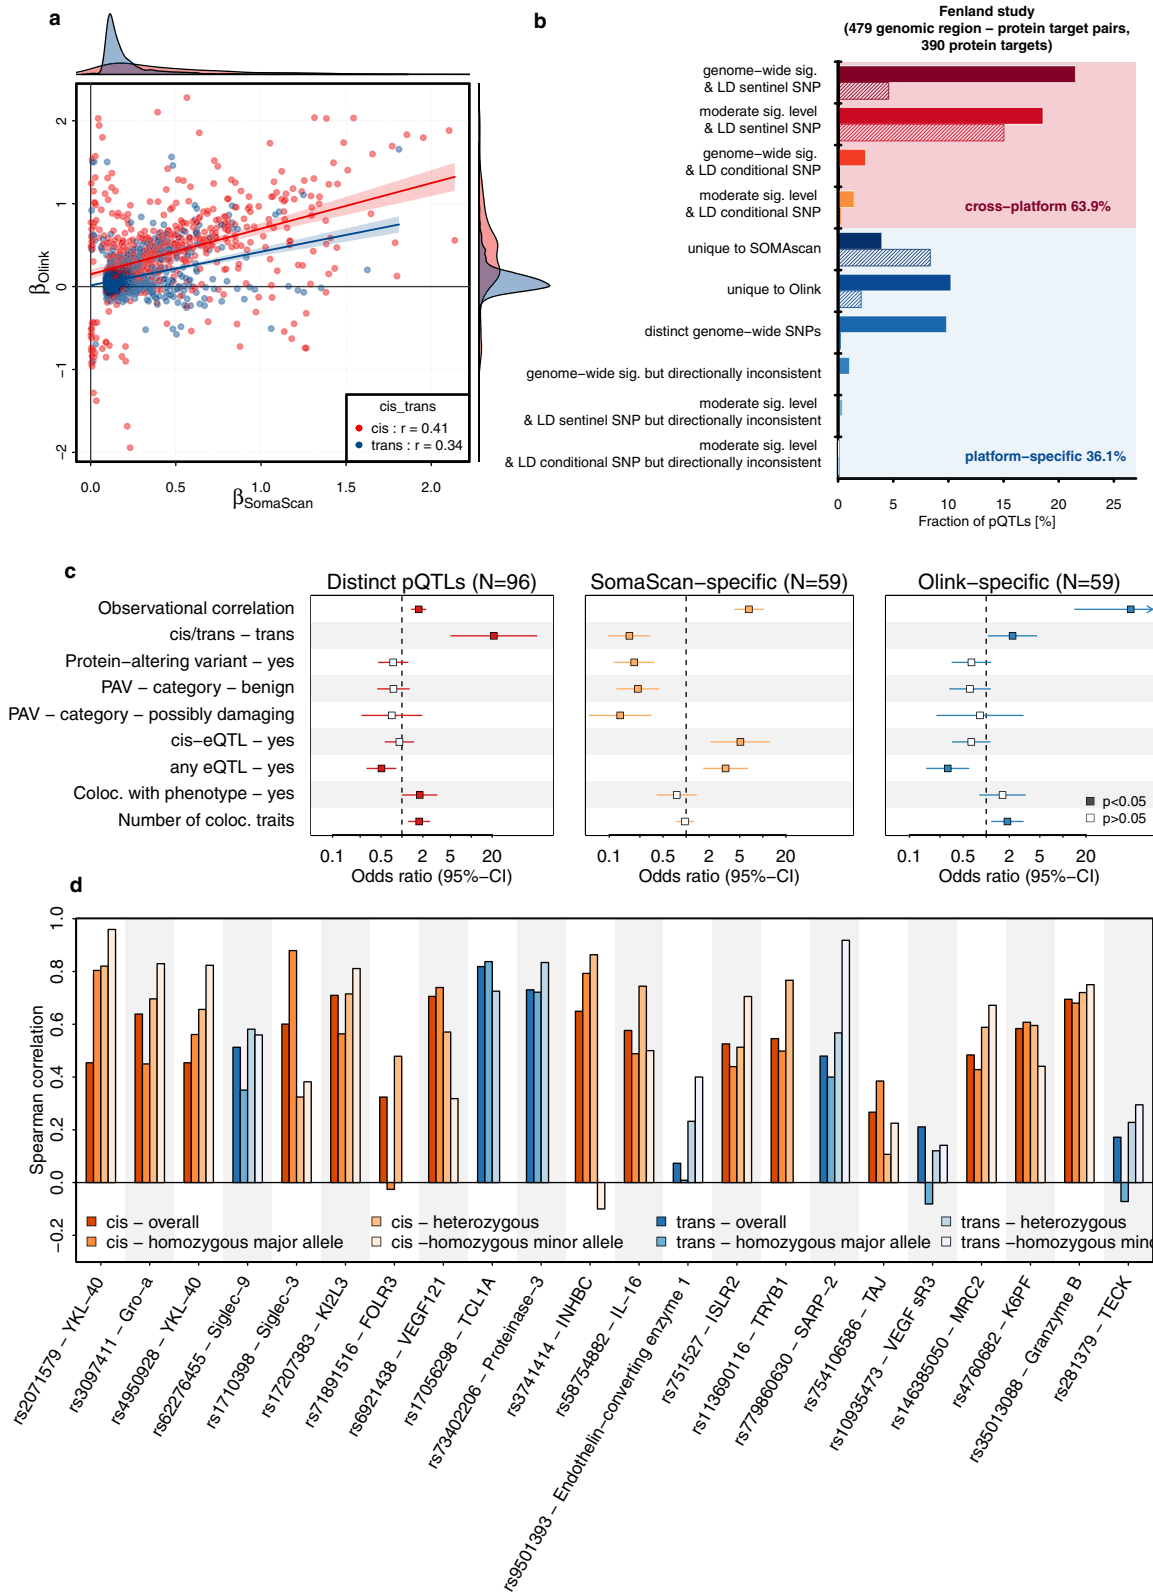 a
2
1
0
−1
−2
βOlink
0.0
0.5
1.0
1.5
2.0
βSomaScan
cis_trans
cis : r = 0.41
trans : r = 0.34
b
Fenland study
(479 genomic region – protein target pairs,
390 protein targets)
genome−wide sig.
& LD sentinel SNP
moderate sig. level
& LD sentinel SNP
genome−wide sig.
& LD conditional SNP
moderate sig. level
& LD conditional SNP
cross−platform 63.9%
unique to SOMAscan
unique to Olink
distinct genome−wide SNPs
genome−wide sig. but directionally inconsistent
moderate sig. level
& LD sentinel SNP but directionally inconsistent
moderate sig. level
& LD conditional SNP but directionally inconsistent
platform−specific 36.1%
0
5
10
15
20
25
Fraction of pQTLs [%]
c
Distinct pQTLs (N=96)
SomaScan−specific (N=59)
Olink−specific (N=59)
Observational correlation
cis/trans − trans
Protein−altering variant − yes
PAV − category − benign
PAV − category − possibly damaging
cis−eQTL − yes
any eQTL − yes
Coloc. with phenotype − yes
Number of coloc. traits
p<0.05
p>0.05
0.1 0.5 2 5 20
0.1 0.5 2 5 20
0.1 0.5 2 20
Odds ratio (95%−CI)
Odds ratio (95%−CI)
Odds ratio (95%−CI)
d
1.0
0.8
0.6
0.4
0.2
0.0
−0.2
Spearman correlation
cis − overall
cis − heterozygous
trans − overall
trans − heterozygous
cis −homozygous major allele
cis −homozygous minor allele
trans −homozygous major allele
trans −homozygous mino
rs2071579 − YKL−40
rs3097411 − Gro−a
rs4950928 − YKL−40
rs62276455 − Siglec−9
rs1710398 − Siglec−3
rs17207383 − KI2L3
rs71891516 − FOLR3
rs6921438 − VEGF121
rs17056298 − TCL1A
rs73402206 − Proteinase−3
rs3741414 − INHBC
rs58754882 − IL−16
rs9501393 − Endothelin−converting enzyme 1
rs751527 − ISLR2
rs113690116 − TRYB1
rs779860630 − SARP−2
rs754106586 − TAJ
rs10935473 − VEGF sR3
rs146385050 − MRC2
rs4760682 − K6PF
rs35013088 − Granzyme B
rs281379 − TECK